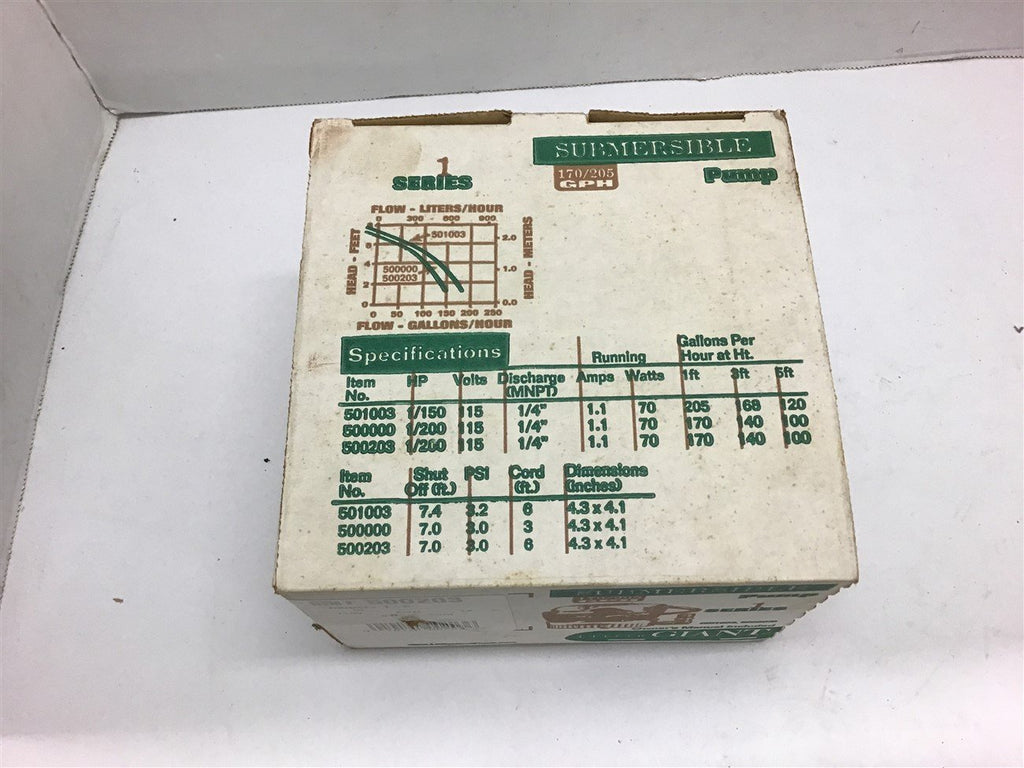 SUBMERSIBLE
170/205
GPH
Pump
1
SERIES
FLOW - LITERS/HOUR
0 300 600 900
HEAD - FEET
6
4
2
0
501003
500000
500203
2.0
1.0
0.0
HEAD - METERS
0 50 100 150 200 250
FLOW - GALLONS/HOUR
Specifications
Running
Gallons Per
Hour at Ht.
Item No. HP Volts Discharge (MNPT) Amps Watts 1ft 3ft 5ft
501003 1/150 115 1/4" 1.1 70 205 168 120
500000 1/200 115 1/4" 1.1 70 170 140 100
500203 1/200 115 1/4" 1.1 70 170 140 100
Item No. Shut Off (ft.) PSI Cord (ft.) Dimensions (Inches)
501003 7.4 3.2 6 4.3 x 4.1
500000 7.0 3.0 3 4.3 x 4.1
500203 7.0 3.0 6 4.3 x 4.1
500203
SUBMERSIBLE
Pump
1
SERIES
GIANT